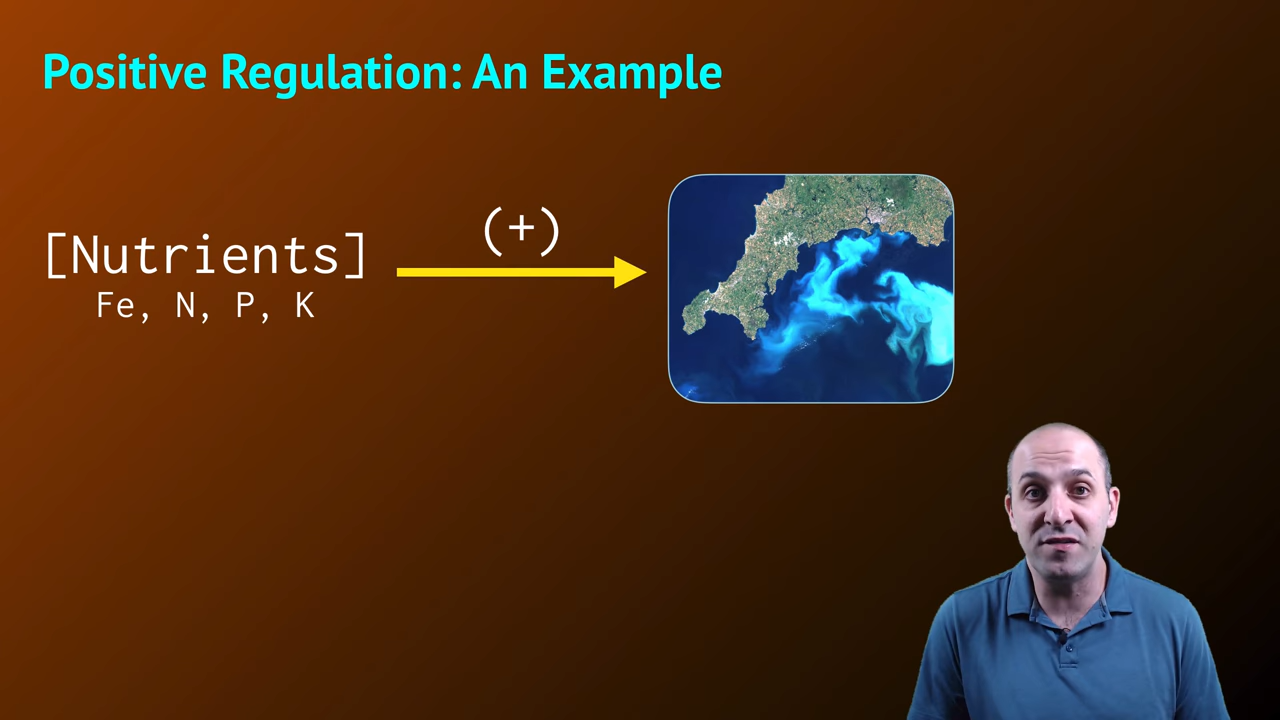 Positive Regulation: An Example
(+)
[Nutrients]
Fe, N, P, K